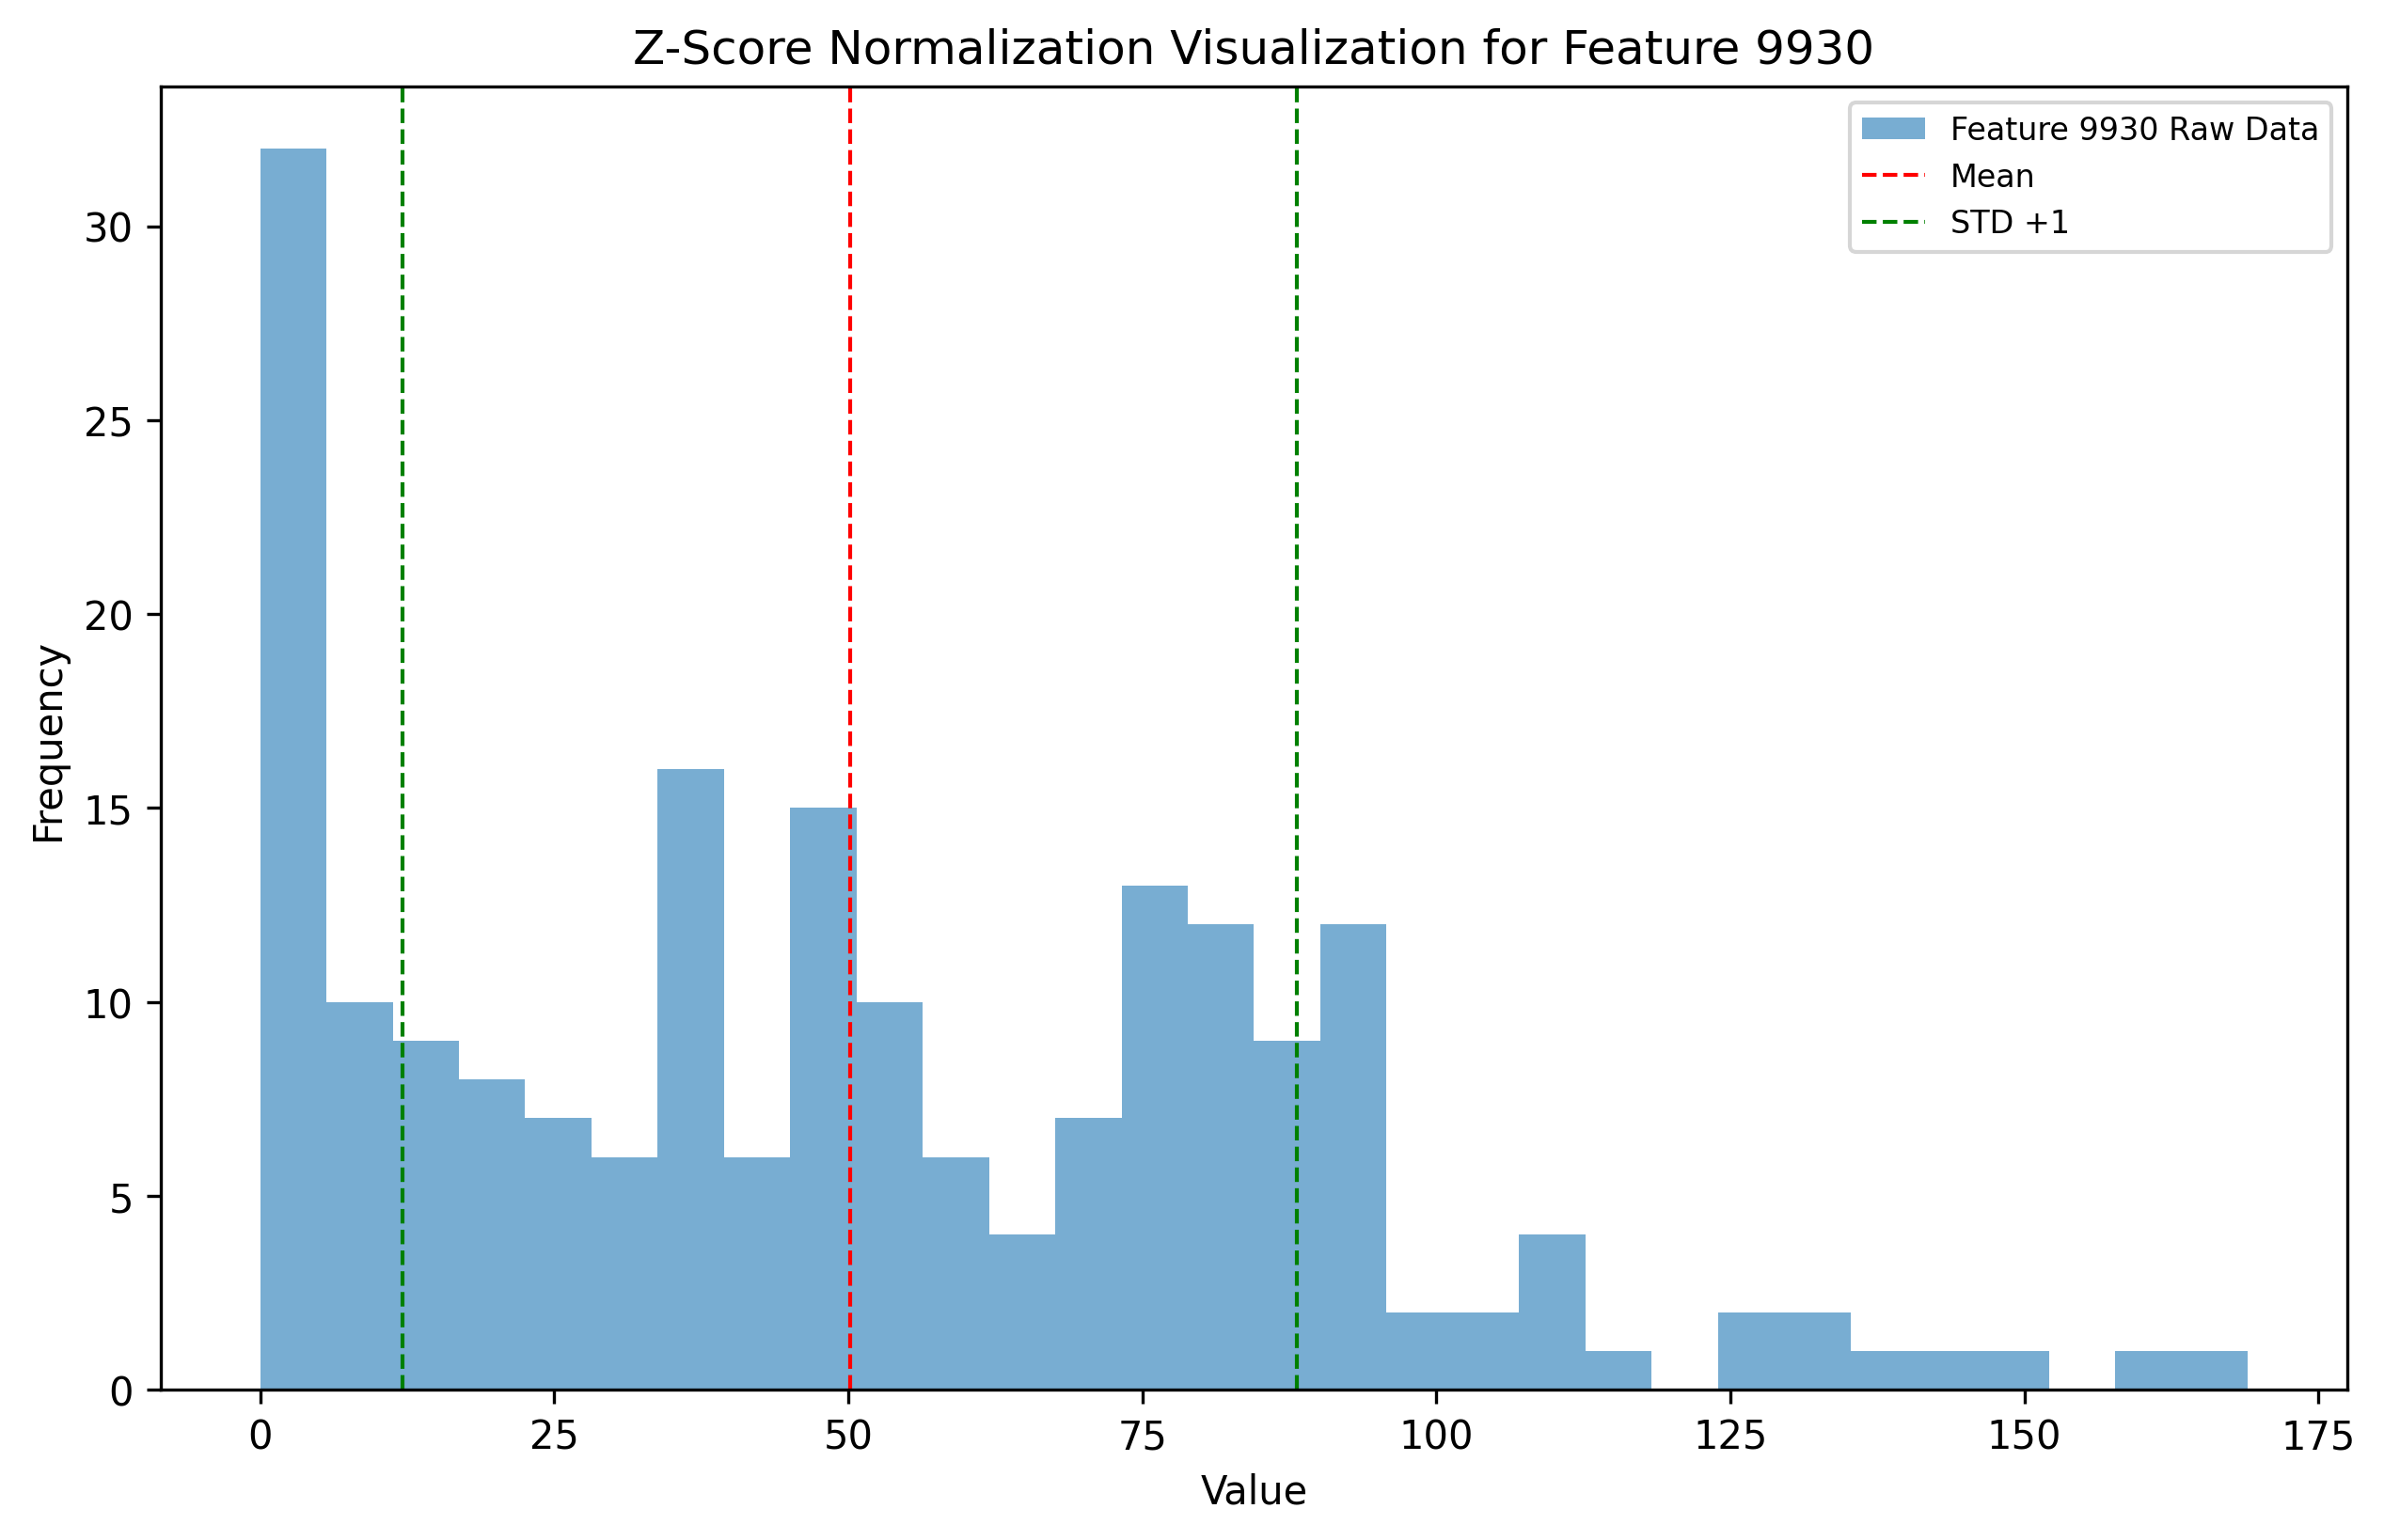 Z-Score Normalization Visualization for Feature 9930
Feature 9930 Raw Data
Mean
STD +1
Frequency
30
25
20
15
10
5
0
0 25 50 75 100 125 150 175
Value